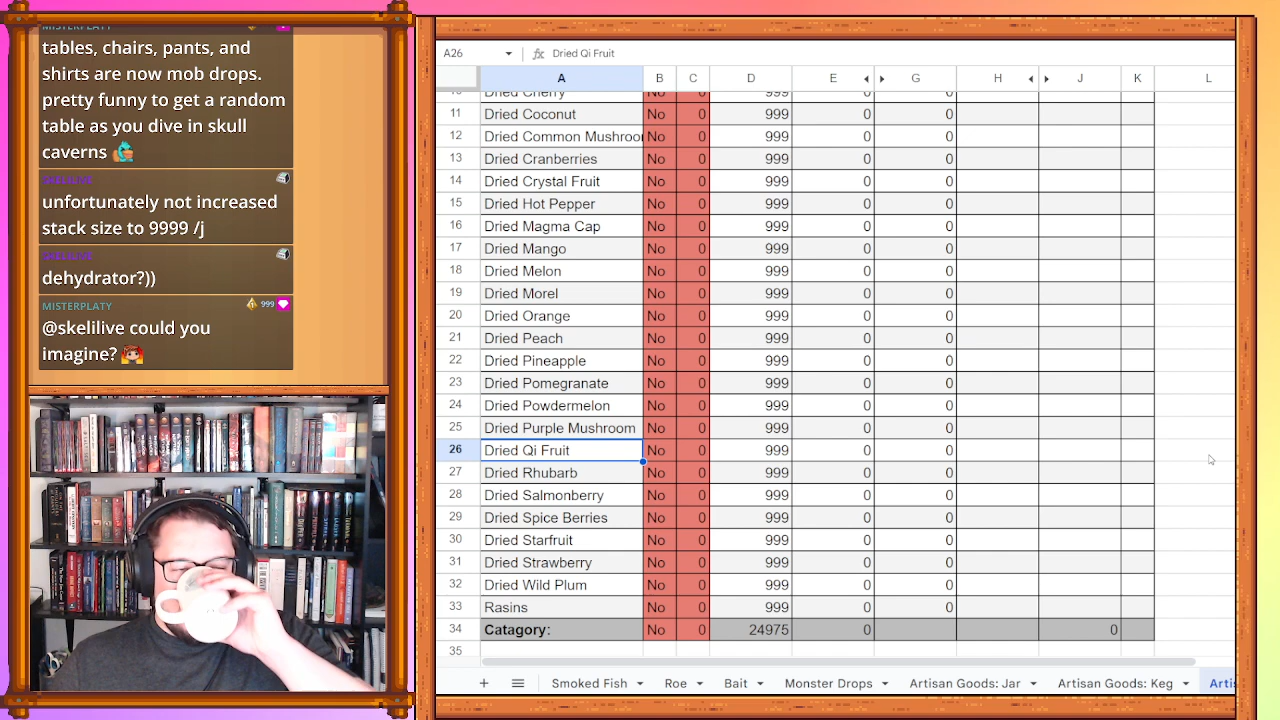 MISTERPLATY
tables, chairs, pants, and
shirts are now mob drops.
pretty funny to get a random
table as you dive in skull
caverns
SKELILIVE
unfortunately not increased
stack size to 9999 /j
SKELILIVE
dehydrator?))
MISTERPLATY 999
@skelilive could you
imagine?
A26 fx Dried Qi Fruit
A B C D E G H J K L
10 Dried Cherry No 0 999 0 0
11 Dried Coconut No 0 999 0 0
12 Dried Common Mushroo No 0 999 0 0
13 Dried Cranberries No 0 999 0 0
14 Dried Crystal Fruit No 0 999 0 0
15 Dried Hot Pepper No 0 999 0 0
16 Dried Magma Cap No 0 999 0 0
17 Dried Mango No 0 999 0 0
18 Dried Melon No 0 999 0 0
19 Dried Morel No 0 999 0 0
20 Dried Orange No 0 999 0 0
21 Dried Peach No 0 999 0 0
22 Dried Pineapple No 0 999 0 0
23 Dried Pomegranate No 0 999 0 0
24 Dried Powdermelon No 0 999 0 0
25 Dried Purple Mushroom No 0 999 0 0
26 Dried Qi Fruit No 0 999 0 0
27 Dried Rhubarb No 0 999 0 0
28 Dried Salmonberry No 0 999 0 0
29 Dried Spice Berries No 0 999 0 0
30 Dried Starfruit No 0 999 0 0
31 Dried Strawberry No 0 999 0 0
32 Dried Wild Plum No 0 999 0 0
33 Rasins No 0 999 0 0
34 Catagory: No 0 24975 0 0
35
+ Smoked Fish Roe Bait Monster Drops Artisan Goods: Jar Artisan Goods: Keg Arti